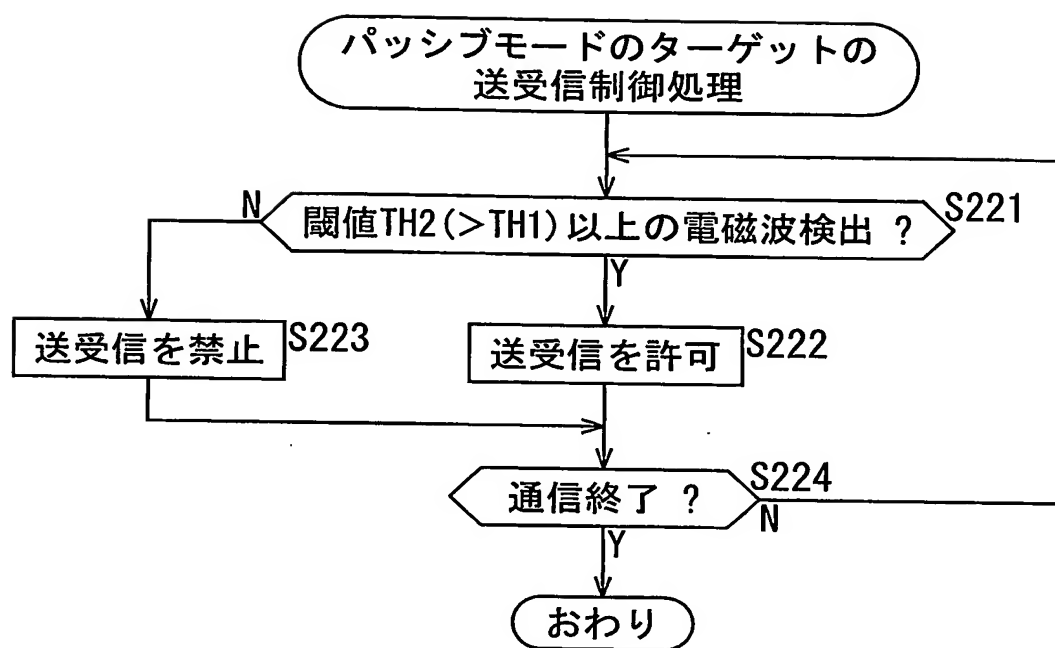 パッシブモードのターゲットの
送受信制御処理
N
閾値TH2(>TH1)以上の電磁波検出 ?
S221
Y
送受信を禁止
S223
送受信を許可
S222
通信終了 ?
S224
N
Y
おわり